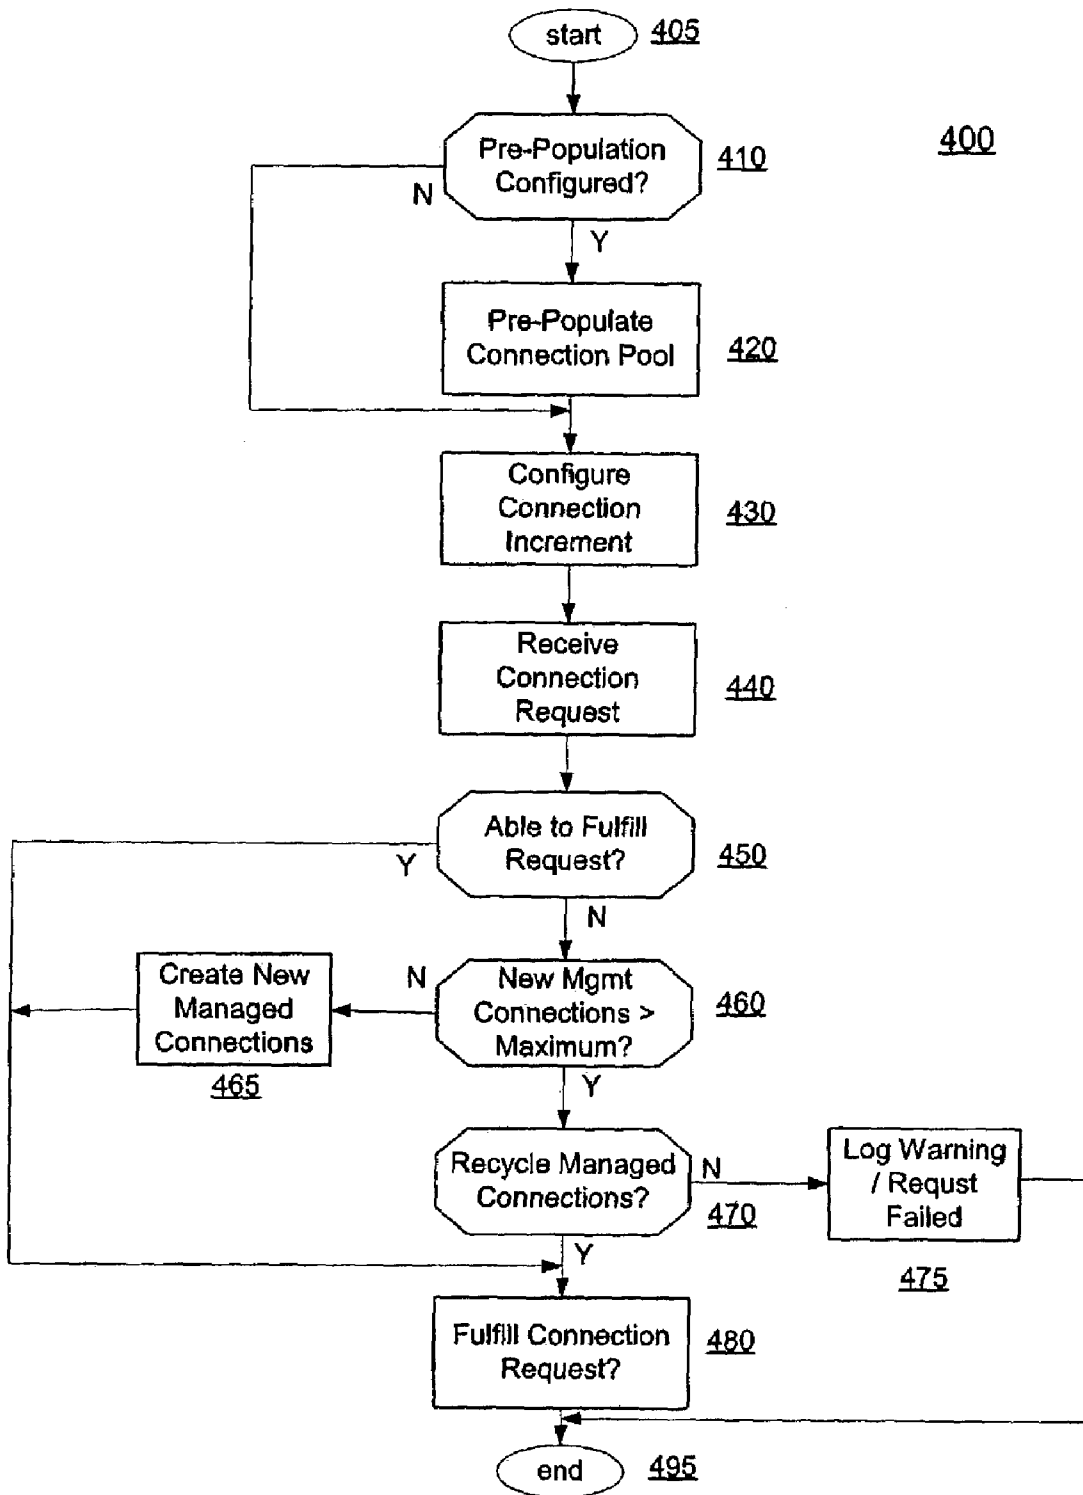 start
405
400
Pre-Population
Configured?
410
N
Y
Pre-Populate
Connection Pool
420
Configure
Connection
Increment
430
Receive
Connection
Request
440
Able to Fulfill
Request?
450
Y
N
Create New
Managed
Connections
465
N
New Mgmt
Connections >
Maximum?
460
Y
Recycle Managed
Connections?
470
N
Log Warning
/ Requst
Failed
475
Y
Fulfill Connection
Request?
480
end
495